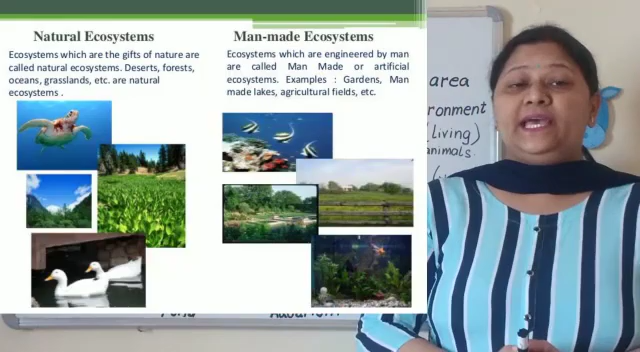 Natural Ecosystems
Ecosystems which are the gifts of nature are
called natural ecosystems. Deserts, forests,
oceans, grasslands, etc. are natural
ecosystems .
Man-made Ecosystems
Ecosystems which are engineered by man
are called Man Made or artificial
ecosystems. Examples : Gardens, Man
made lakes, agricultural fields, etc.
area
ronment
(living)
animals